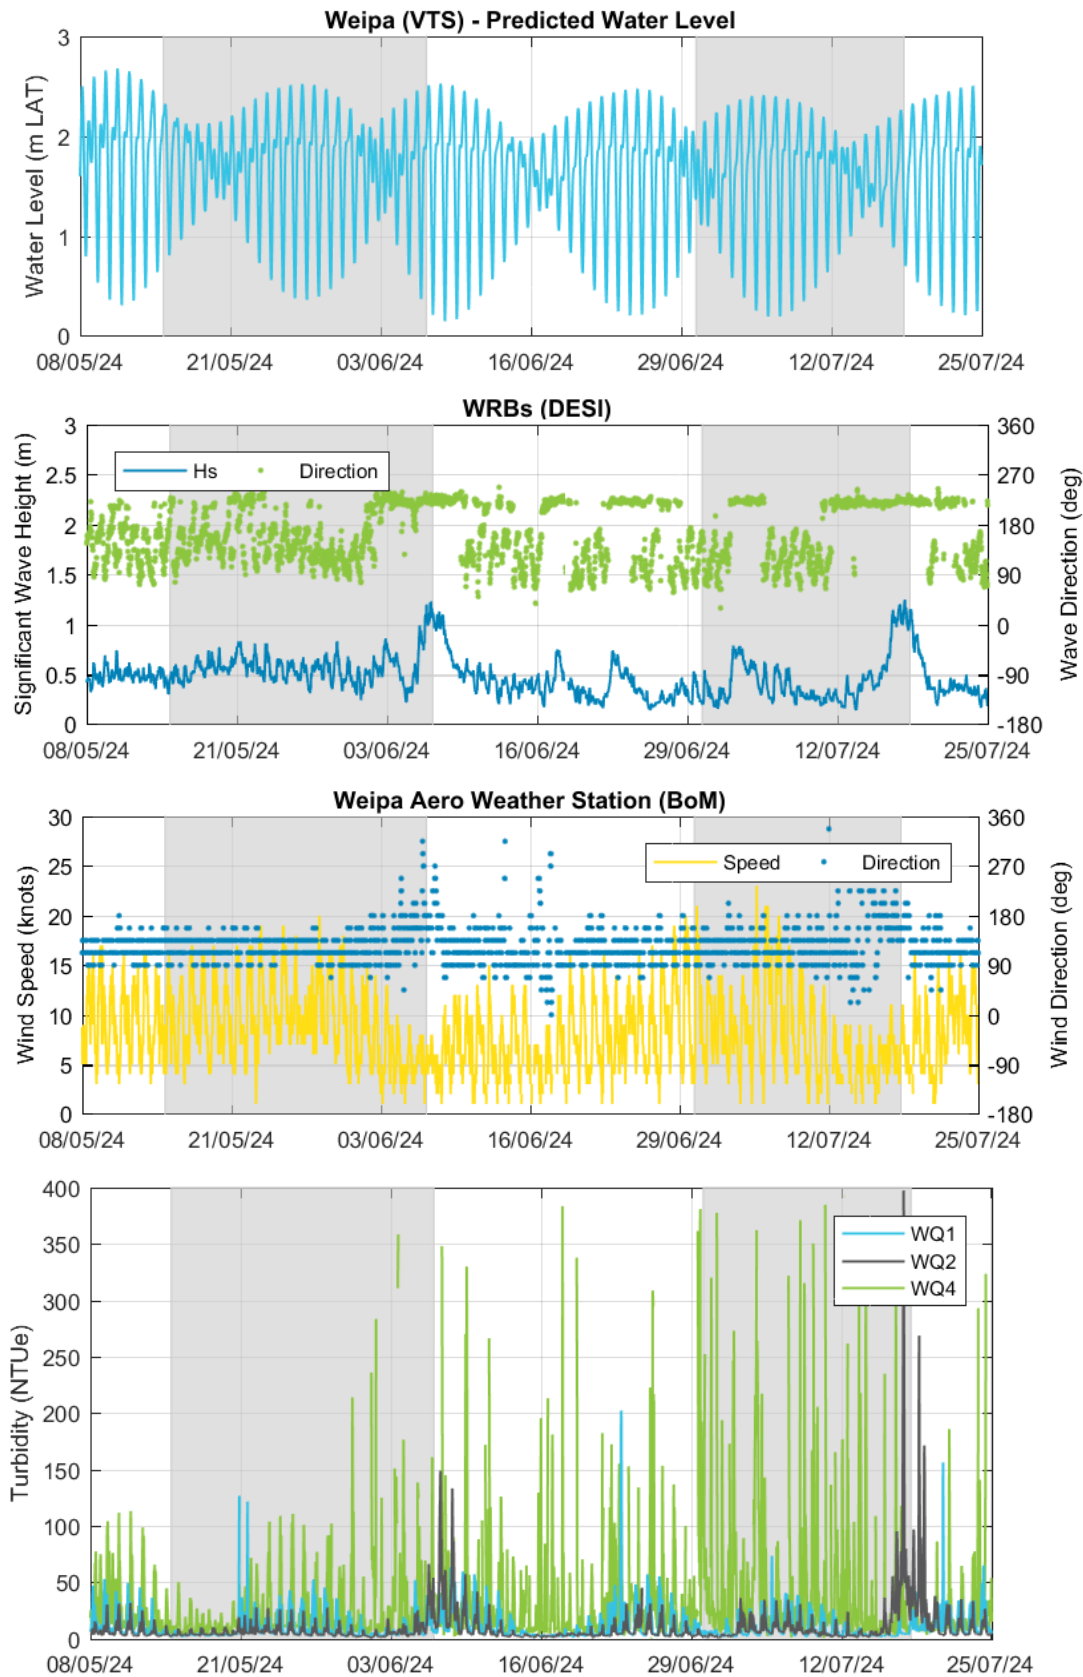 Weipa (VTS) - Predicted Water Level
Water Level (m LAT)
3
2
1
0
08/05/24 21/05/24 03/06/24 16/06/24 29/06/24 12/07/24 25/07/24
WRBs (DESI)
Significant Wave Height (m)
3
2.5
2
1.5
1
0.5
0
Hs Direction
360
270
180
90
0
-90
-180
Wave Direction (deg)
08/05/24 21/05/24 03/06/24 16/06/24 29/06/24 12/07/24 25/07/24
Weipa Aero Weather Station (BoM)
Wind Speed (knots)
30
25
20
15
10
5
0
Speed Direction
360
270
180
90
0
-90
-180
Wind Direction (deg)
08/05/24 21/05/24 03/06/24 16/06/24 29/06/24 12/07/24 25/07/24
Turbidity (NTUe)
400
350
300
250
200
150
100
50
0
WQ1
WQ2
WQ4
08/05/24 21/05/24 03/06/24 16/06/24 29/06/24 12/07/24 25/07/24